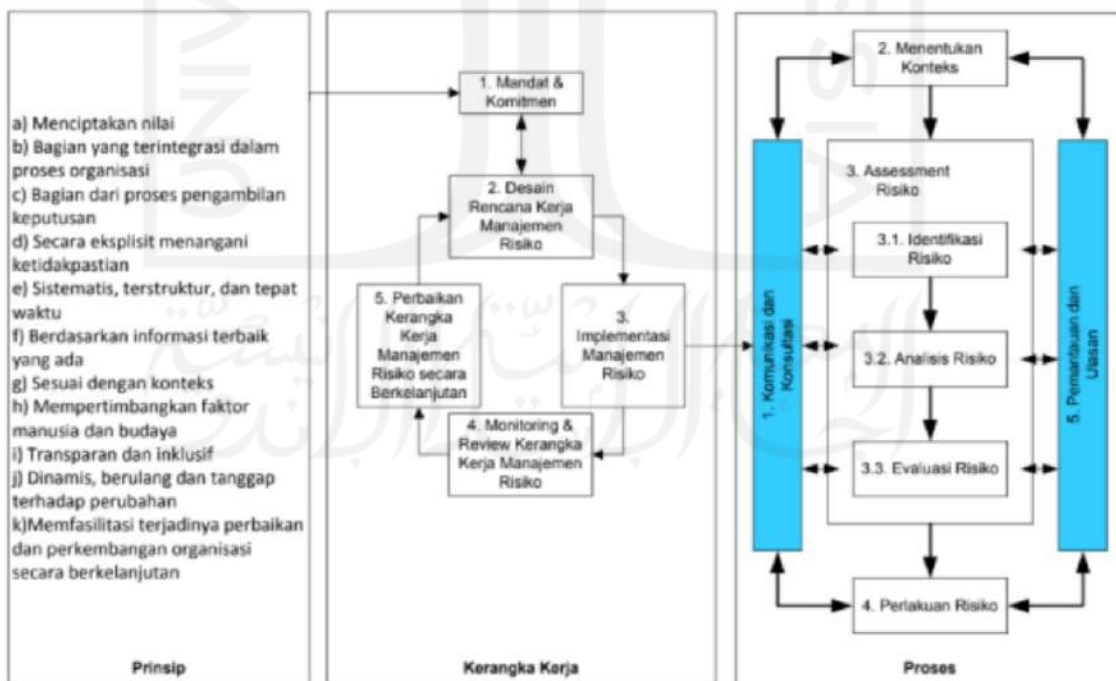 a) Menciptakan nilai
b) Bagian yang terintegrasi dalam
proses organisasi
c) Bagian dari proses pengambilan
keputusan
d) Secara eksplisit menangani
ketidakpastian
e) Sistematis, terstruktur, dan tepat
waktu
f) Berdasarkan informasi terbaik
yang ada
g) Sesuai dengan konteks
h) Mempertimbangkan faktor
manusia dan budaya
i) Transparan dan inklusif
j) Dinamis, berulang dan tanggap
terhadap perubahan
k)Memfasilitasi terjadinya perbaikan
dan perkembangan organisasi
secara berkelanjutan
Prinsip
1. Mandat &
Komitmen
2. Desain
Rencana Kerja
Manajemen
Risiko
3.
Implementasi
Manajemen
Risiko
4. Monitoring &
Review Kerangka
Kerja Manajemen
Risiko
5. Perbaikan
Kerangka
Kerja
Manajemen
Risiko secara
Berkelanjutan
Kerangka Kerja
1. Komunikasi dan
Konsultasi
2. Menentukan
Konteks
3. Assessment
Risiko
3.1. Identifikasi
Risiko
3.2. Analisis Risiko
3.3. Evaluasi Risiko
4. Perlakuan Risiko
5. Pemantauan dan
Ulasan
Proses